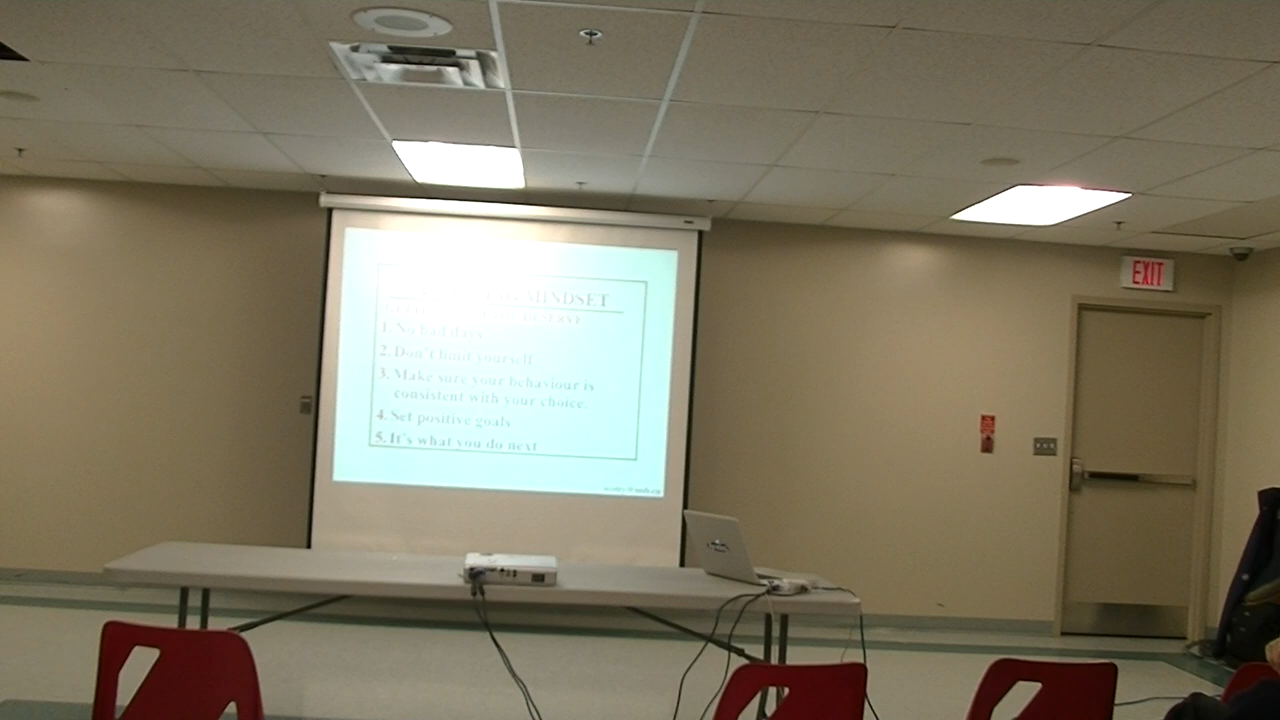 MINDSET
1. No bad days
2. Don't limit yourself
3. Make sure your behaviour is
consistent with your choice.
4. Set positive goals
5. It's what you do next
EXIT